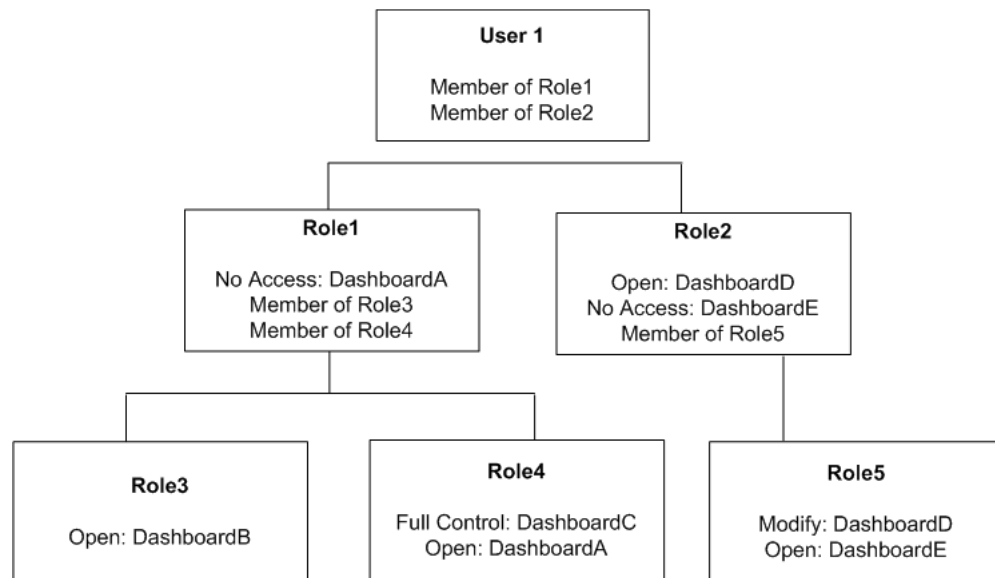 User 1
Member of Role1
Member of Role2
Role1
No Access: DashboardA
Member of Role3
Member of Role4
Role2
Open: DashboardD
No Access: DashboardE
Member of Role5
Role3
Open: DashboardB
Role4
Full Control: DashboardC
Open: DashboardA
Role5
Modify: DashboardD
Open: DashboardE